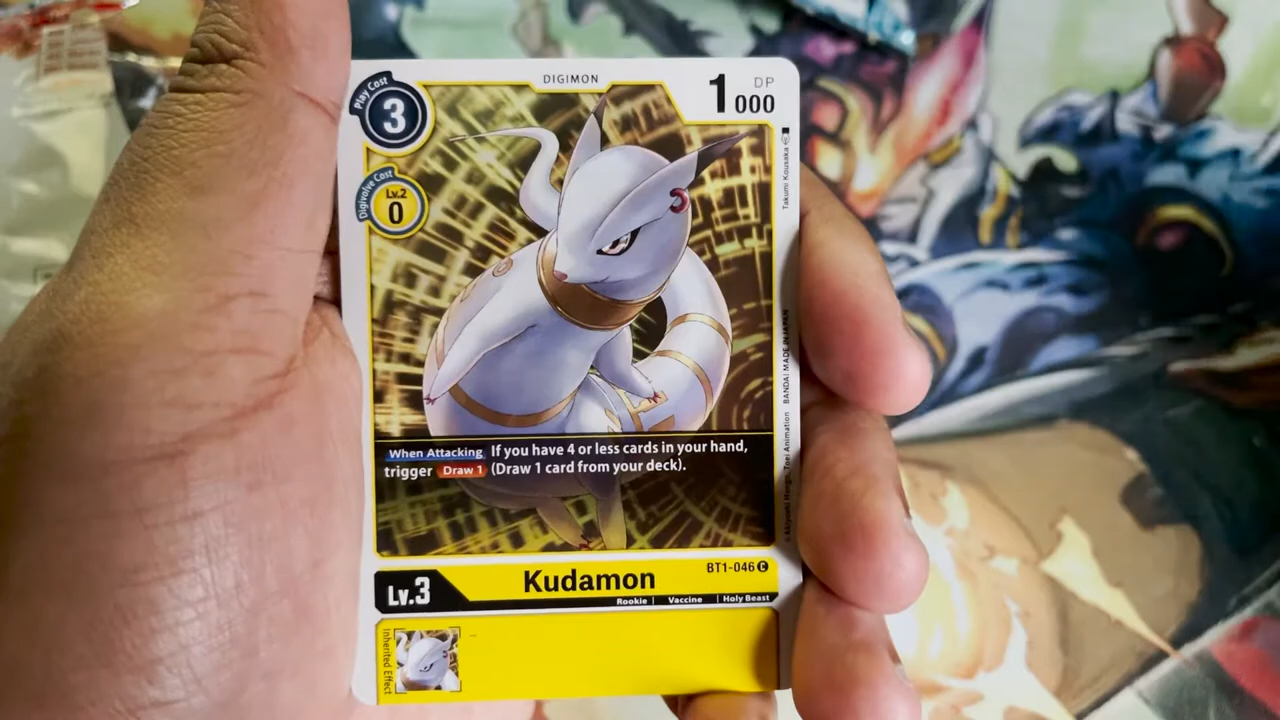 DIGIMON
Play Cost
3
1000
DP
Digivolve Cost
Lv.2
0
Takumi Kousaka
BANDAI MADE IN JAPAN
©Akiyoshi Hongo, Toei Animation
When Attacking If you have 4 or less cards in your hand,
trigger Draw 1 (Draw 1 card from your deck).
BT1-046 C
Lv.3
Kudamon
Rookie | Vaccine | Holy Beast
Inherited Effect